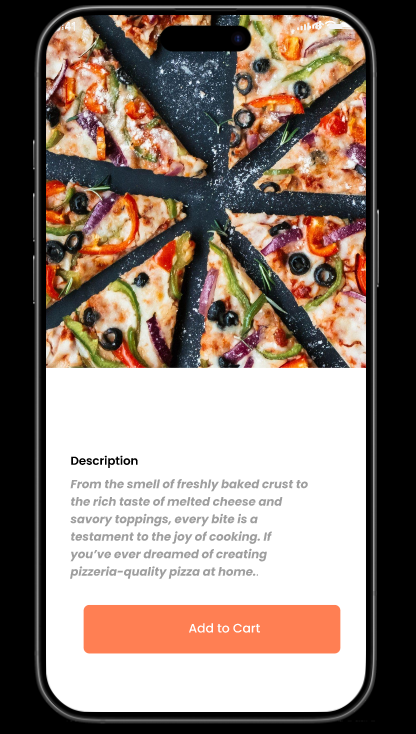 Description
From the smell of freshly baked crust to
the rich taste of melted cheese and
savory toppings, every bite is a
testament to the joy of cooking. If
you've ever dreamed of creating
pizzeria-quality pizza at home..
Add to Cart